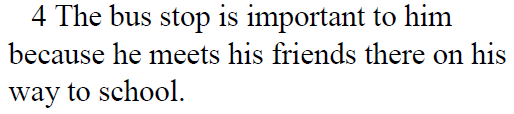 4 The bus stop is important to him
because he meets his friends there on his
way to school.